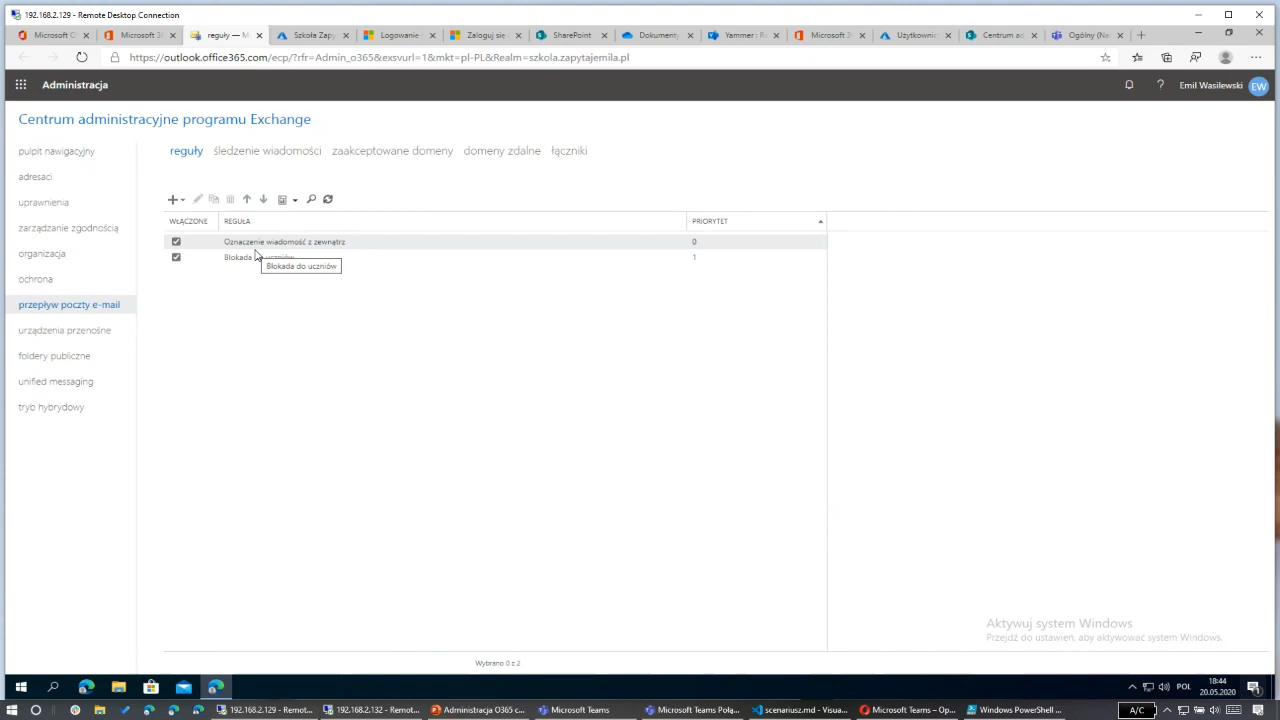 192.168.2.129 - Remote Desktop Connection
Microsoft O
Microsoft 3
reguły — M
Szkoła Zapy
Logowanie
Zaloguj się
SharePoint
Dokumenty
Yammer : R
Microsoft 3
Użytkownic
Centrum ad
Ogólny (Na
https://outlook.office365.com/ecp/?rfr=Admin_o365&exsvurl=1&mkt=pl-PL&Realm=szkola.zapytajemila.pl
Administracja
Emil Wasilewski
EW
Centrum administracyjne programu Exchange
pulpit nawigacyjny
adresaci
uprawnienia
zarządzanie zgodnością
organizacja
ochrona
przepływ poczty e-mail
urządzenia przenośne
foldery publiczne
unified messaging
tryb hybrydowy
reguły śledzenie wiadomości zaakceptowane domeny domeny zdalne łączniki
WŁĄCZONE REGUŁA PRIORYTET
Oznaczenie wiadomość z zewnątrz 0
Blokada do uczniów 1
Blokada do uczniów
Wybrano 0 z 2
Aktywuj system Windows
Przejdź do ustawień, aby aktywować system Windows.
POL
18:44
20.05.2020
192.168.2.129 - Remot...
192.168.2.132 - Remot...
Administracja O365 c...
Microsoft Teams
Microsoft Teams Połą...
scenariusz.md - Visua...
Microsoft Teams – Op...
Windows PowerShell ...
A/C